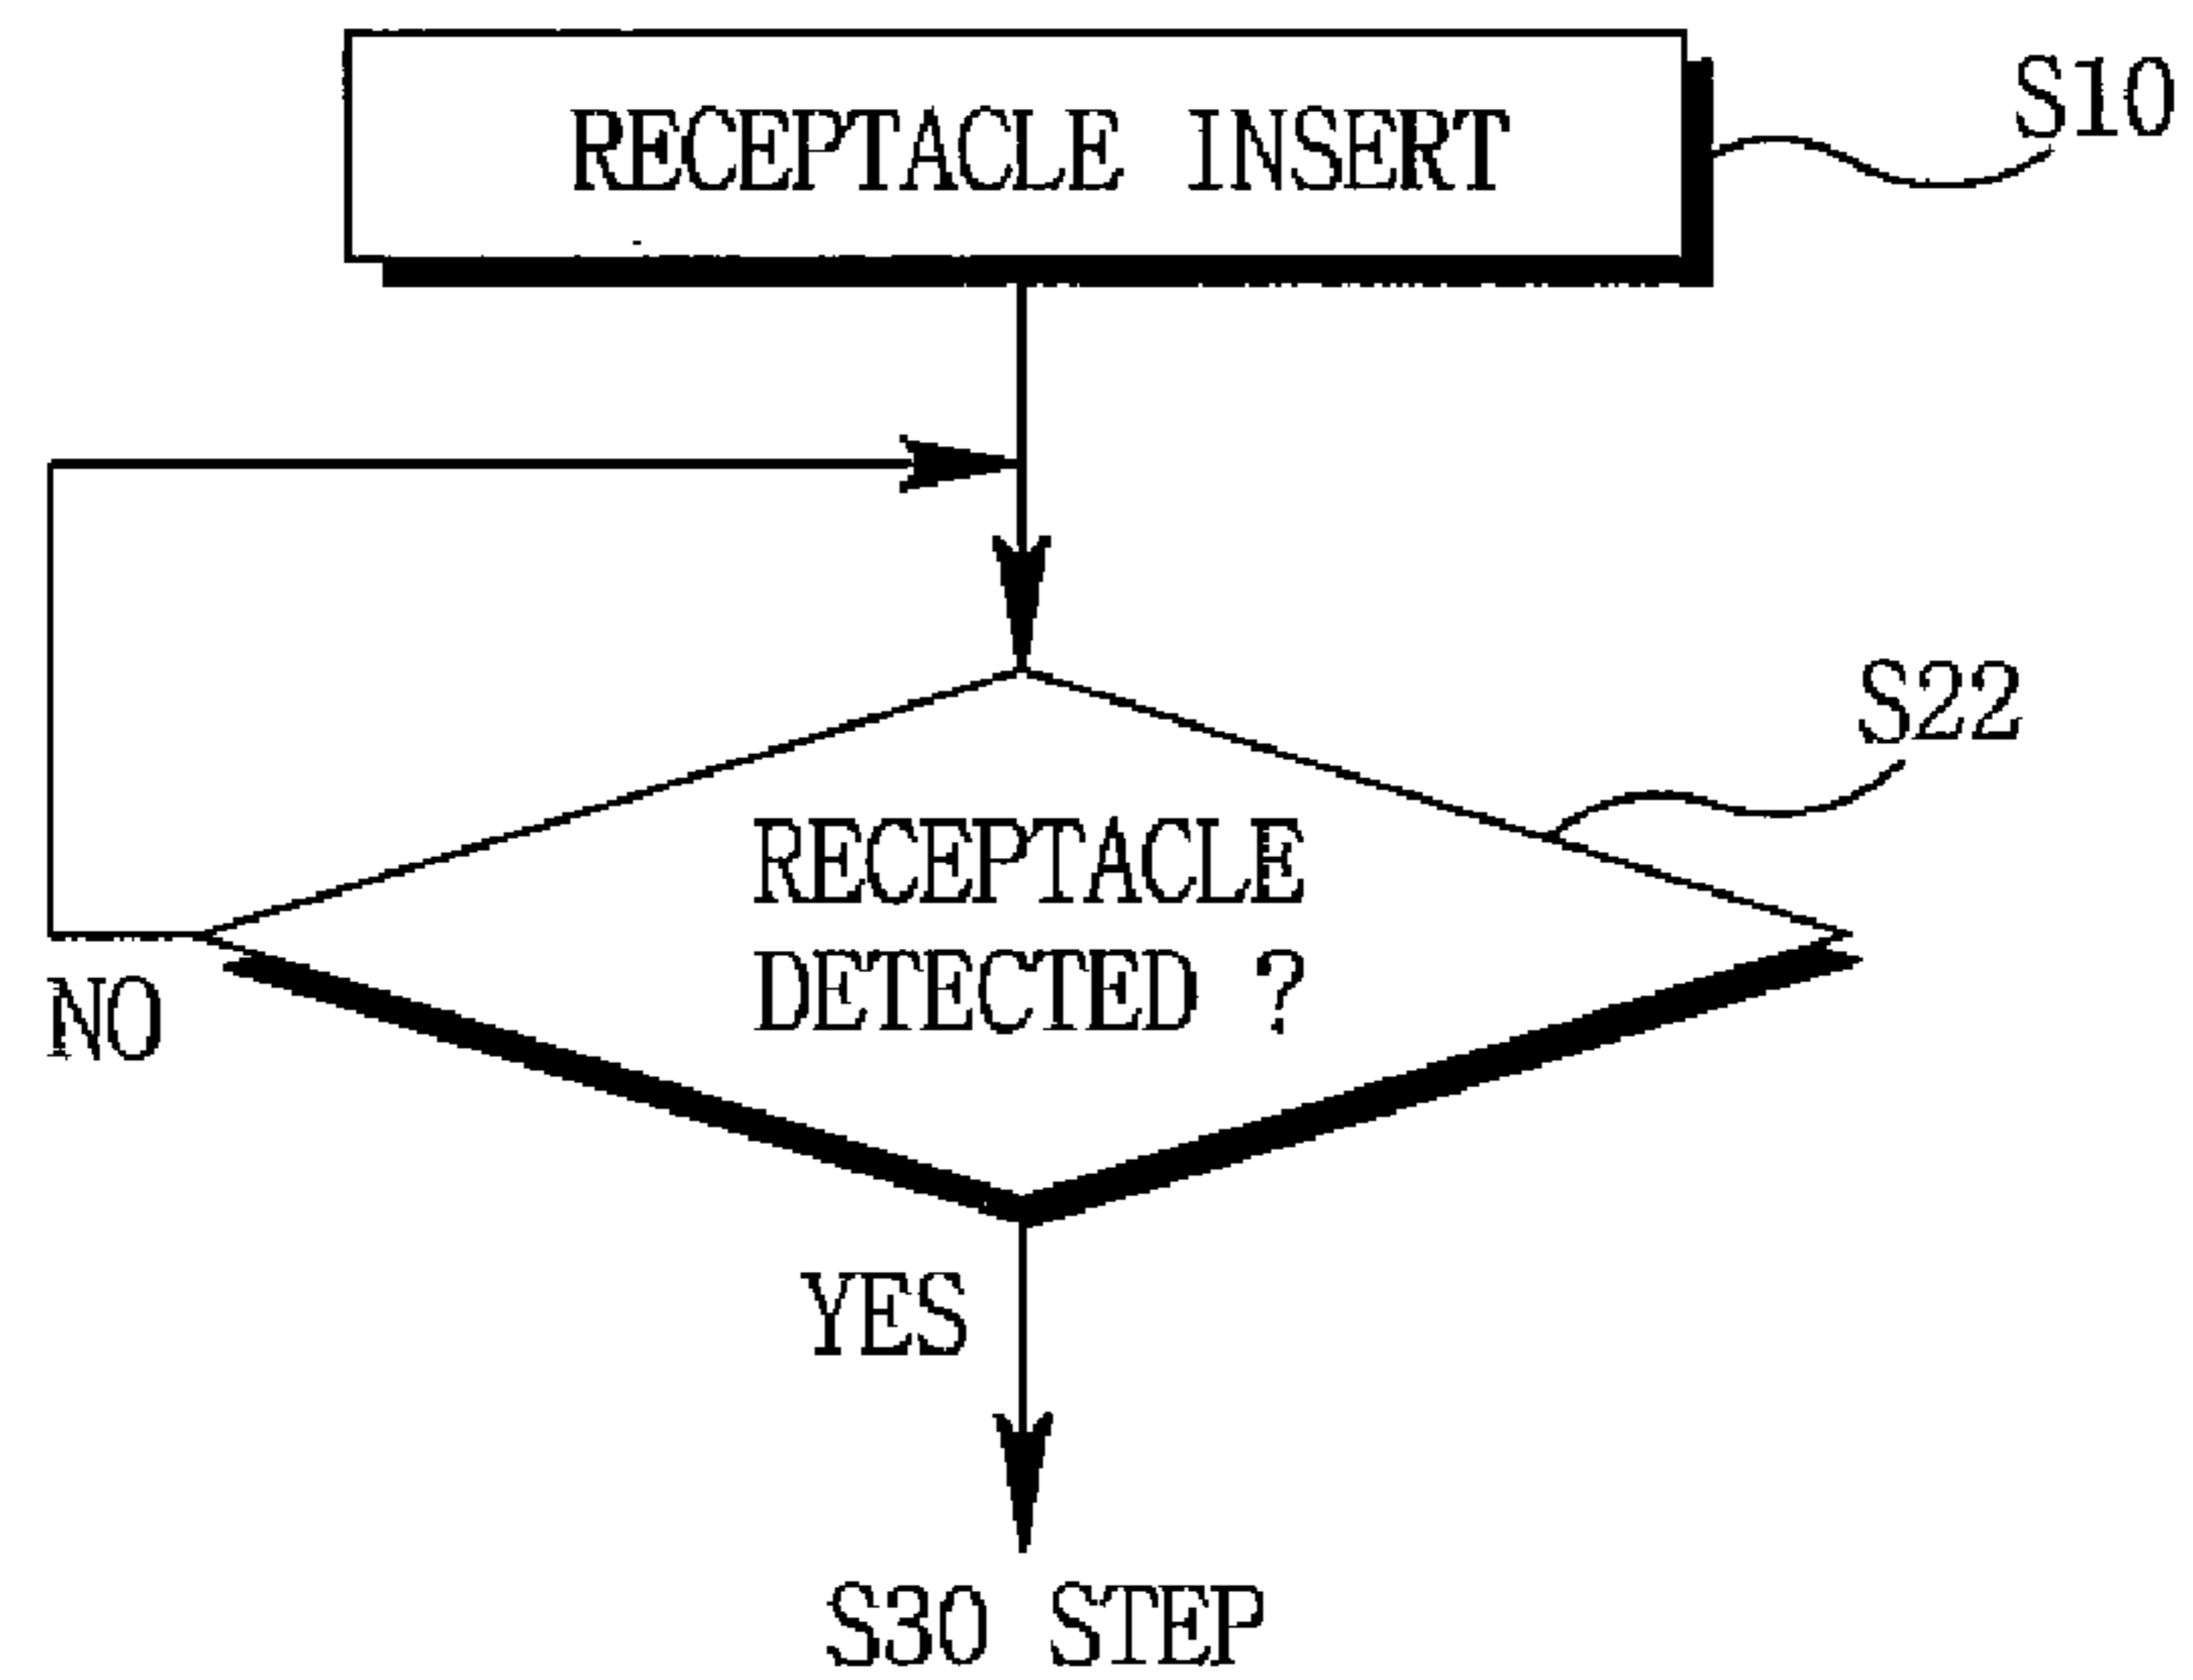 RECEPTACLE INSERT
S10
S22
RECEPTACLE
DETECTED ?
NO
YES
S30 STEP